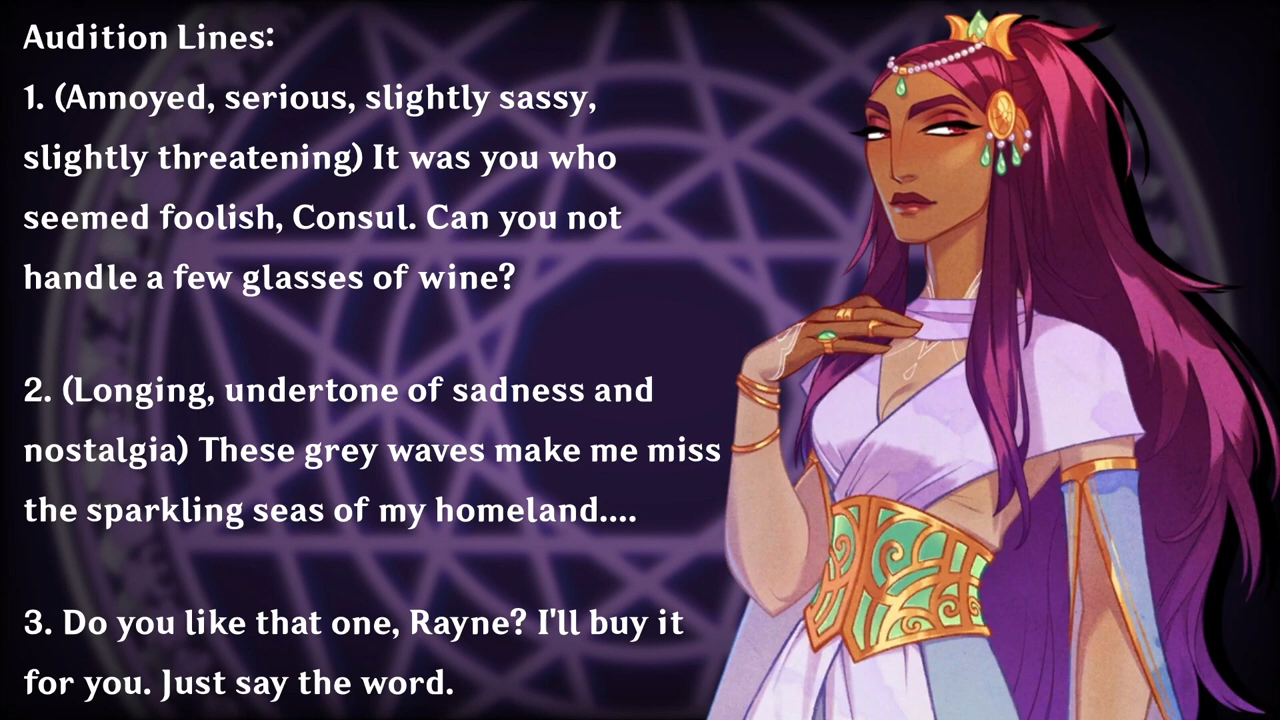 Audition Lines:
1. (Annoyed, serious, slightly sassy,
slightly threatening) It was you who
seemed foolish, Consul. Can you not
handle a few glasses of wine?
2. (Longing, undertone of sadness and
nostalgia) These grey waves make me miss
the sparkling seas of my homeland....
3. Do you like that one, Rayne? I'll buy it
for you. Just say the word.